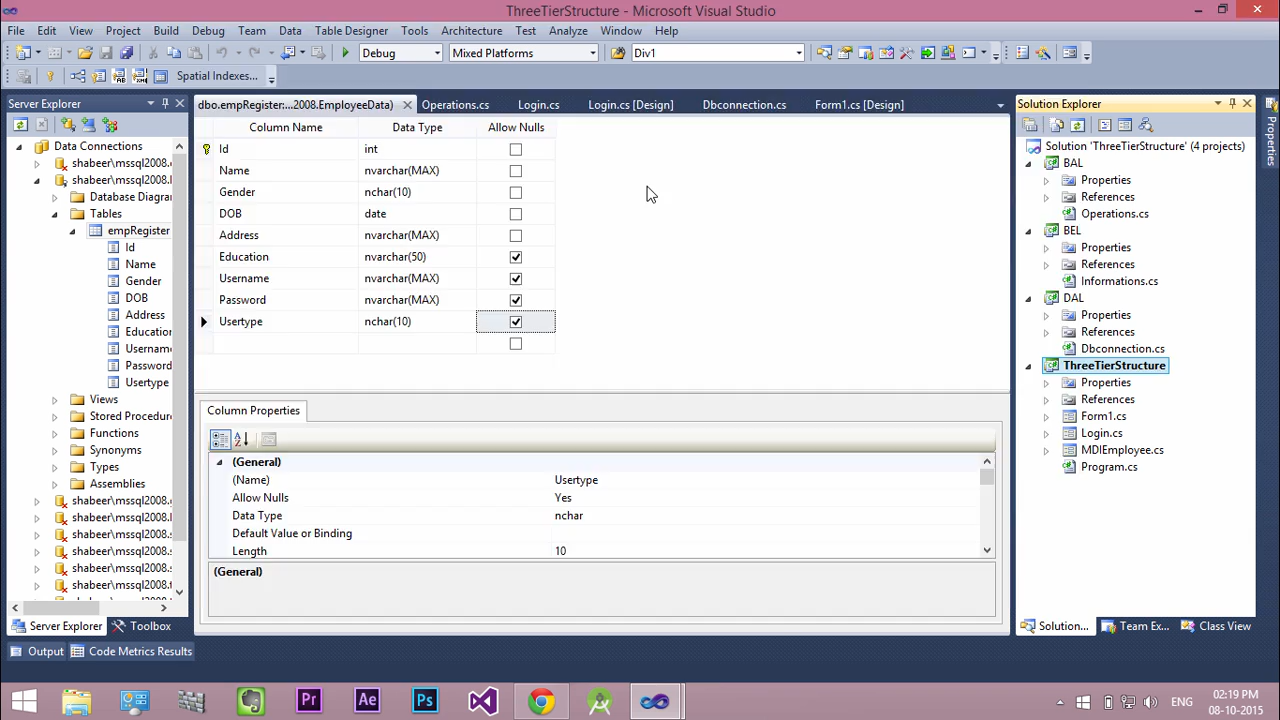 ThreeTierStructure - Microsoft Visual Studio
File Edit View Project Build Debug Team Data Table Designer Tools Architecture Test Analyze Window Help
Debug Mixed Platforms Div1
Spatial Indexes...
Server Explorer
Data Connections
shabeer\mssql2008.
shabeer\mssql2008.
Database Diagra
Tables
empRegister
Id
Name
Gender
DOB
Address
Education
Username
Password
Usertype
Views
Stored Procedure
Functions
Synonyms
Types
Assemblies
shabeer\mssql2008.
shabeer\mssql2008.
shabeer\mssql2008.
shabeer\mssql2008.
shabeer\mssql2008.
shabeer\mssql2008.
Server Explorer Toolbox
dbo.empRegister:...2008.EmployeeData) Operations.cs Login.cs Login.cs [Design] Dbconnection.cs Form1.cs [Design]
Column Name Data Type Allow Nulls
Id int
Name nvarchar(MAX)
Gender nchar(10)
DOB date
Address nvarchar(MAX)
Education nvarchar(50)
Username nvarchar(MAX)
Password nvarchar(MAX)
Usertype nchar(10)
Column Properties
(General)
(Name) Usertype
Allow Nulls Yes
Data Type nchar
Default Value or Binding
Length 10
(General)
Solution Explorer
Solution 'ThreeTierStructure' (4 projects)
BAL
Properties
References
Operations.cs
BEL
Properties
References
Informations.cs
DAL
Properties
References
Dbconnection.cs
ThreeTierStructure
Properties
References
Form1.cs
Login.cs
MDIEmployee.cs
Program.cs
Solution... Team Ex... Class View
Properties
Output Code Metrics Results
Pr Ae Ps
ENG
02:19 PM
08-10-2015